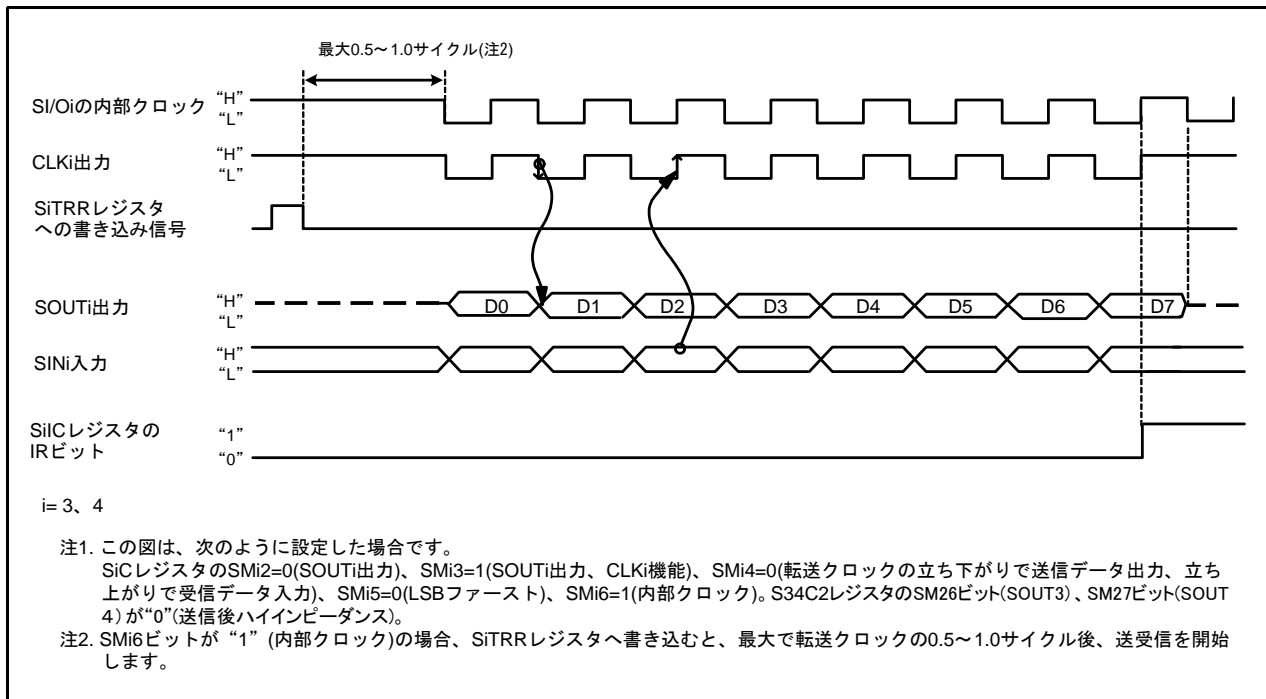 最大0.5～1.0サイクル(注2)
SI/Oiの内部クロック
“H”
“L”
CLKi出力
“H”
“L”
SiTRRレジスタ
への書き込み信号
SOUTi出力
“H”
“L”
D0 D1 D2 D3 D4 D5 D6 D7
SINi入力
“H”
“L”
SiICレジスタの
IRビット
“1”
“0”
i= 3、4
注1. この図は、次のように設定した場合です。
SiCレジスタのSMi2=0(SOUTi出力)、SMi3=1(SOUTi出力、CLKi機能)、SMi4=0(転送クロックの立ち下がりで送信データ出力、立ち
上がりで受信データ入力)、SMi5=0(LSBファースト)、SMi6=1(内部クロック)。S34C2レジスタのSM26ビット(SOUT3)、SM27ビット(SOUT
4)が“0”(送信後ハイインピーダンス)。
注2. SMi6ビットが “1” (内部クロック)の場合、SiTRRレジスタへ書き込むと、最大で転送クロックの0.5～1.0サイクル後、送受信を開始
します。